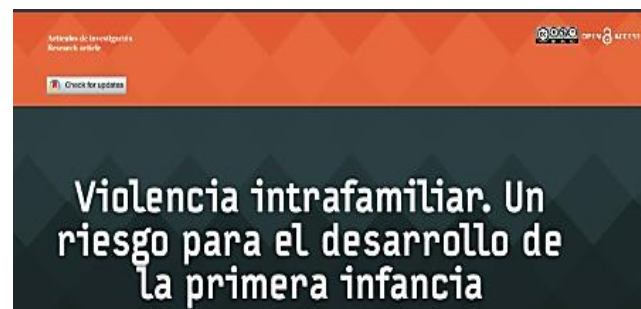 Artículos de investigación
Research article
OPEN ACCESS
Check for updates
Violencia intrafamiliar. Un
riesgo para el desarrollo de
la primera infancia